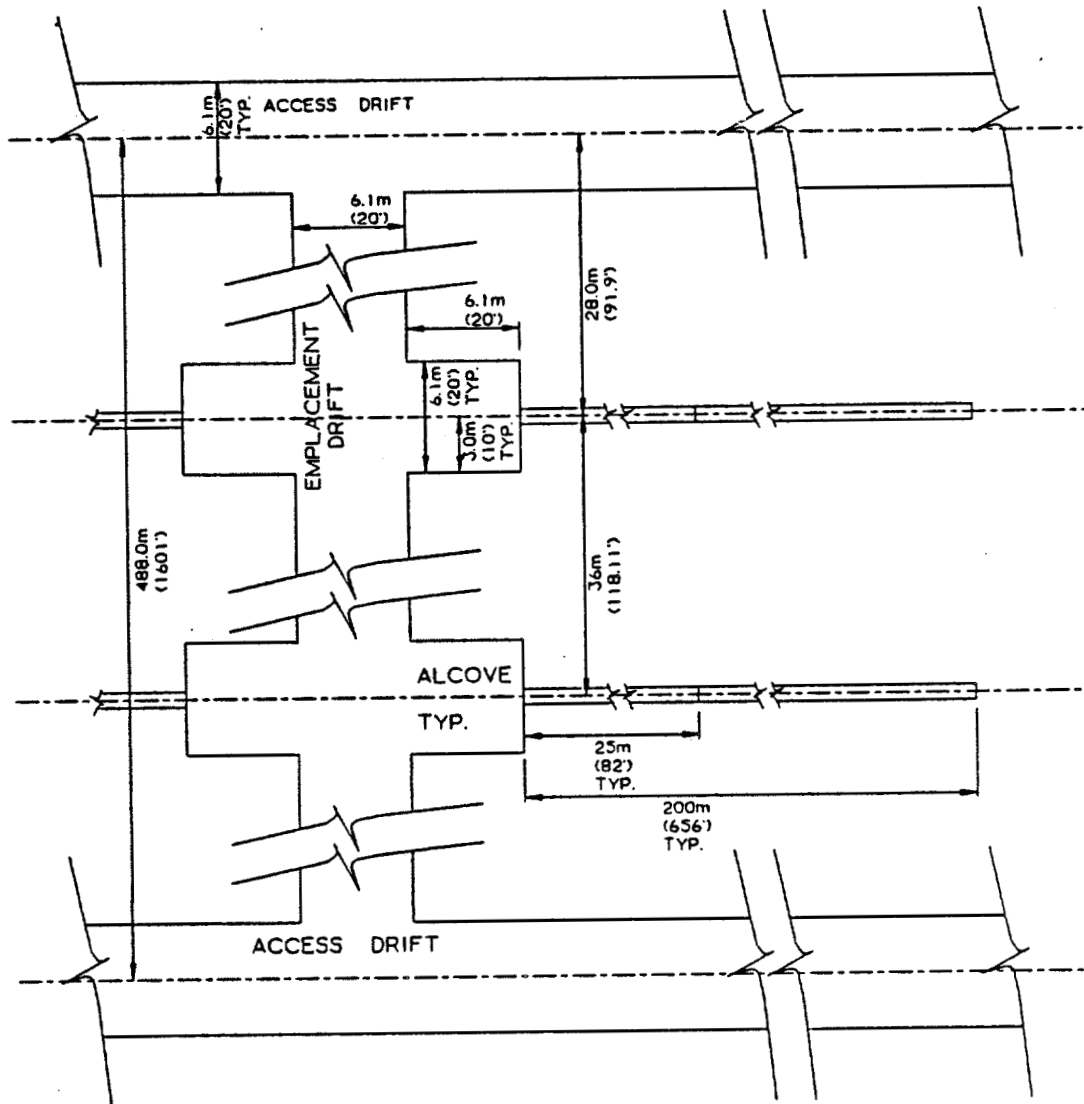 ACCESS DRIFT
6.1m
(20')
TYP.
6.1m
(20')
28.0m
(91.9')
6.1m
(20')
EMPLACEMENT
DRIFT
6.1m
(20')
TYP.
3.0m
(10')
TYP.
488.0m
(1601')
36m
(118.11')
ALCOVE
TYP.
25m
(82')
TYP.
200m
(656')
TYP.
ACCESS DRIFT